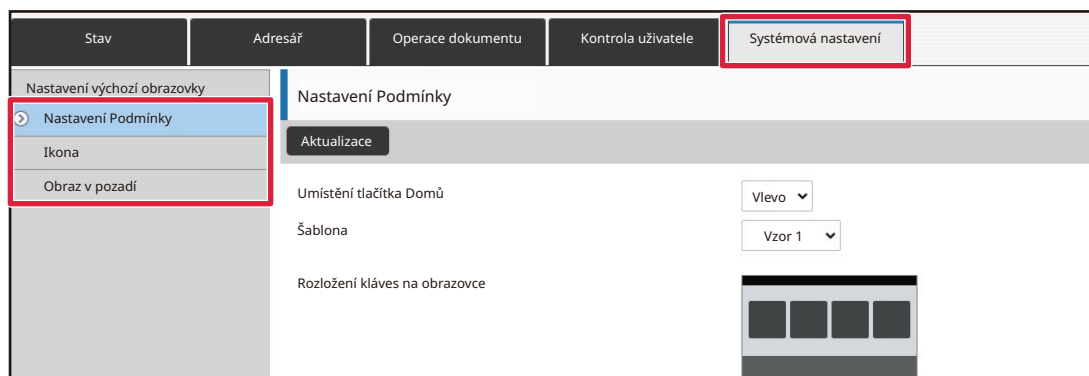 Stav
Adresář
Operace dokumentu
Kontrola uživatele
Systémová nastavení
Nastavení výchozí obrazovky
Nastavení Podmínky
Ikona
Obraz v pozadí
Nastavení Podmínky
Aktualizace
Umístění tlačítka Domů
Vlevo
Šablona
Vzor 1
Rozložení kláves na obrazovce